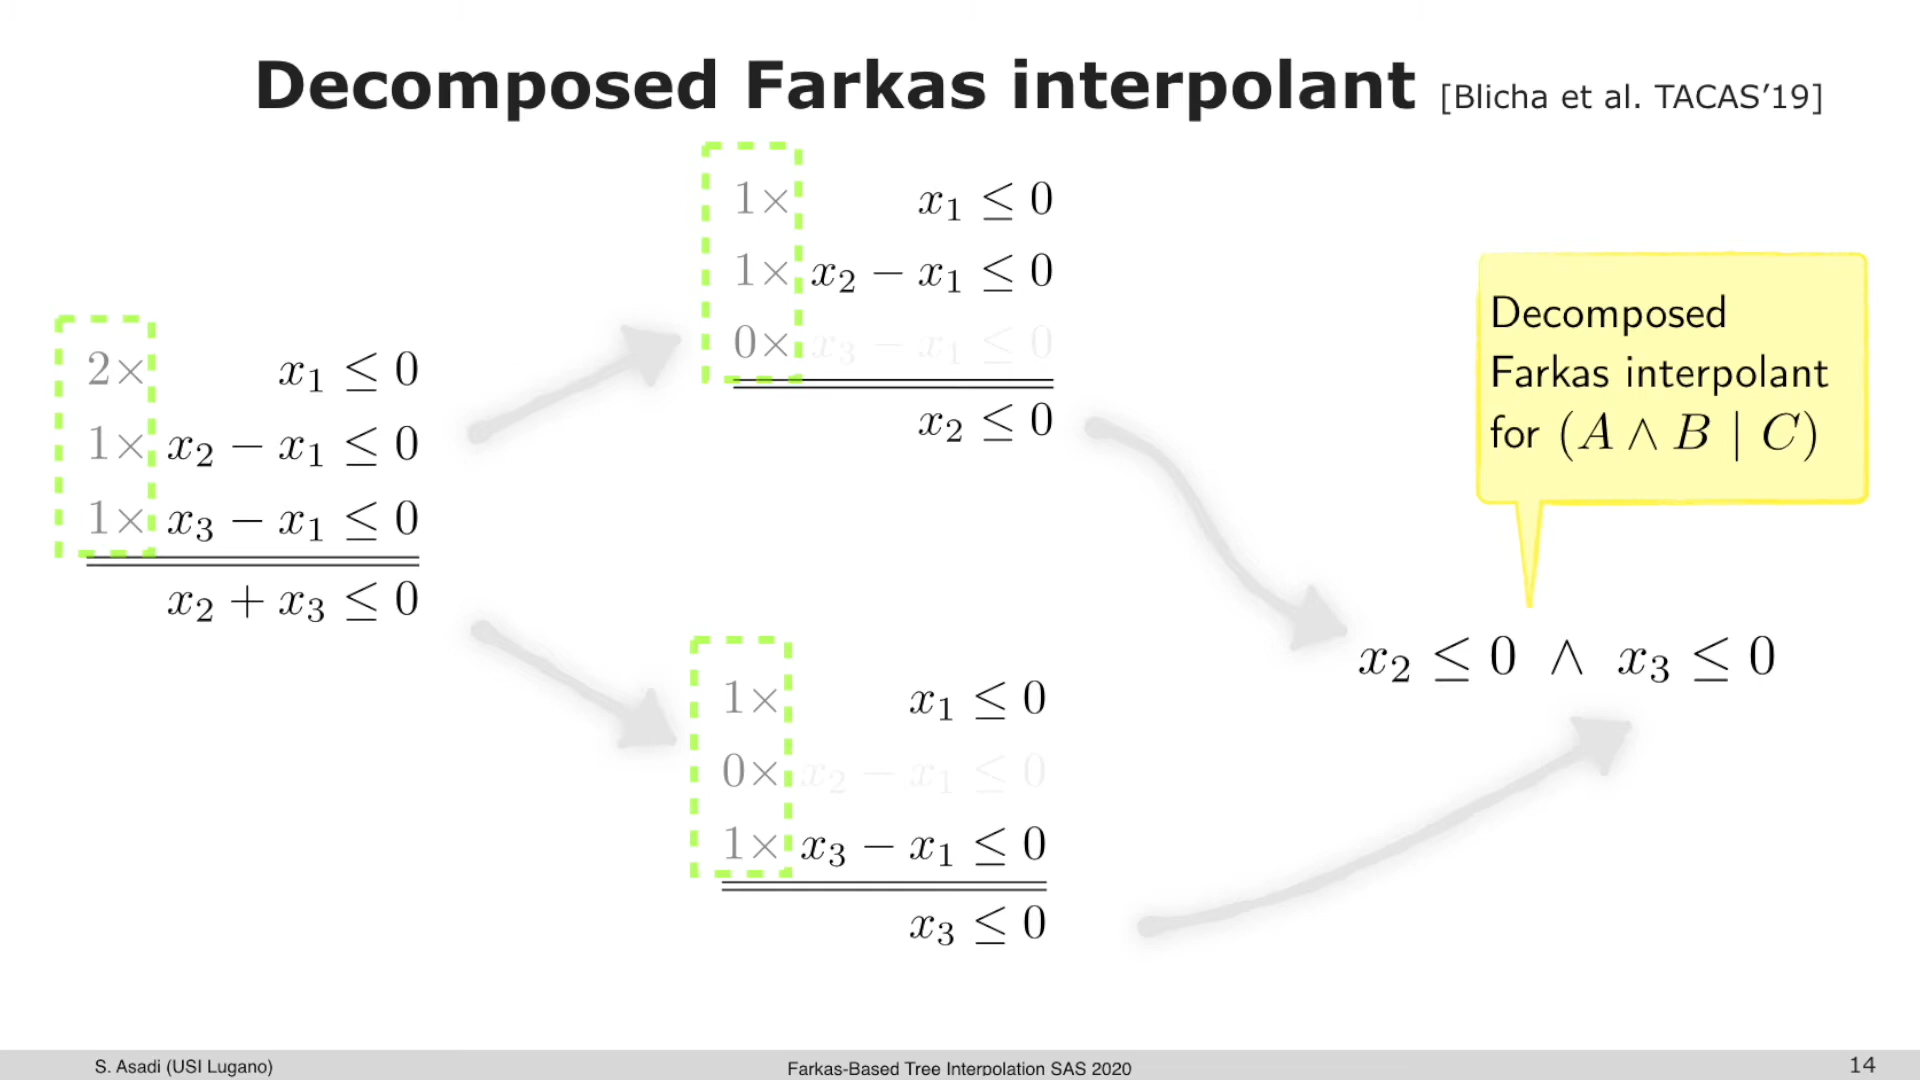 Decomposed Farkas interpolant [Blicha et al. TACAS'19]
2× x₁ ≤ 0
1× x₂ − x₁ ≤ 0
1× x₃ − x₁ ≤ 0
x₂ + x₃ ≤ 0
1× x₁ ≤ 0
1× x₂ − x₁ ≤ 0
0× x₃ − x₁ ≤ 0
x₂ ≤ 0
1× x₁ ≤ 0
0× x₂ − x₁ ≤ 0
1× x₃ − x₁ ≤ 0
x₃ ≤ 0
Decomposed
Farkas interpolant
for (A ∧ B | C)
x₂ ≤ 0 ∧ x₃ ≤ 0
S. Asadi (USI Lugano)
Farkas-Based Tree Interpolation SAS 2020
14